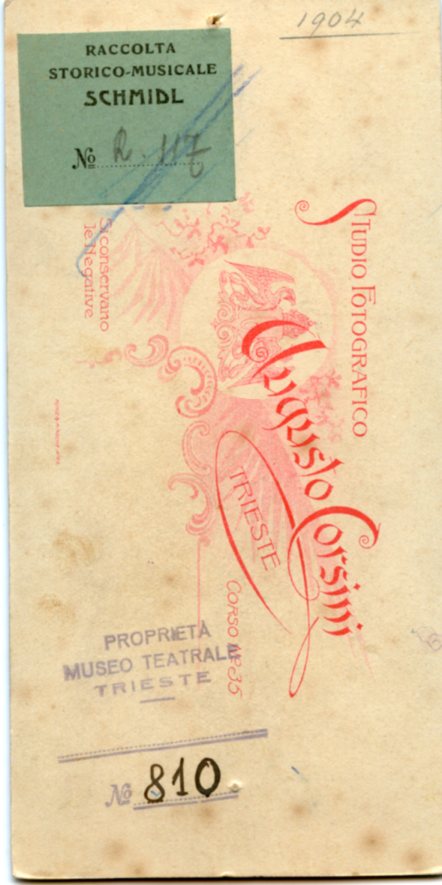 1904
RACCOLTA
STORICO-MUSICALE
SCHMIDL
No R. 117
STUDIO FOTOGRAFICO
Augusto Corsini
TRIESTE
CORSO No 35
Si conservano
le Negative
PROPRIETÀ
MUSEO TEATRALE
TRIESTE
No 810